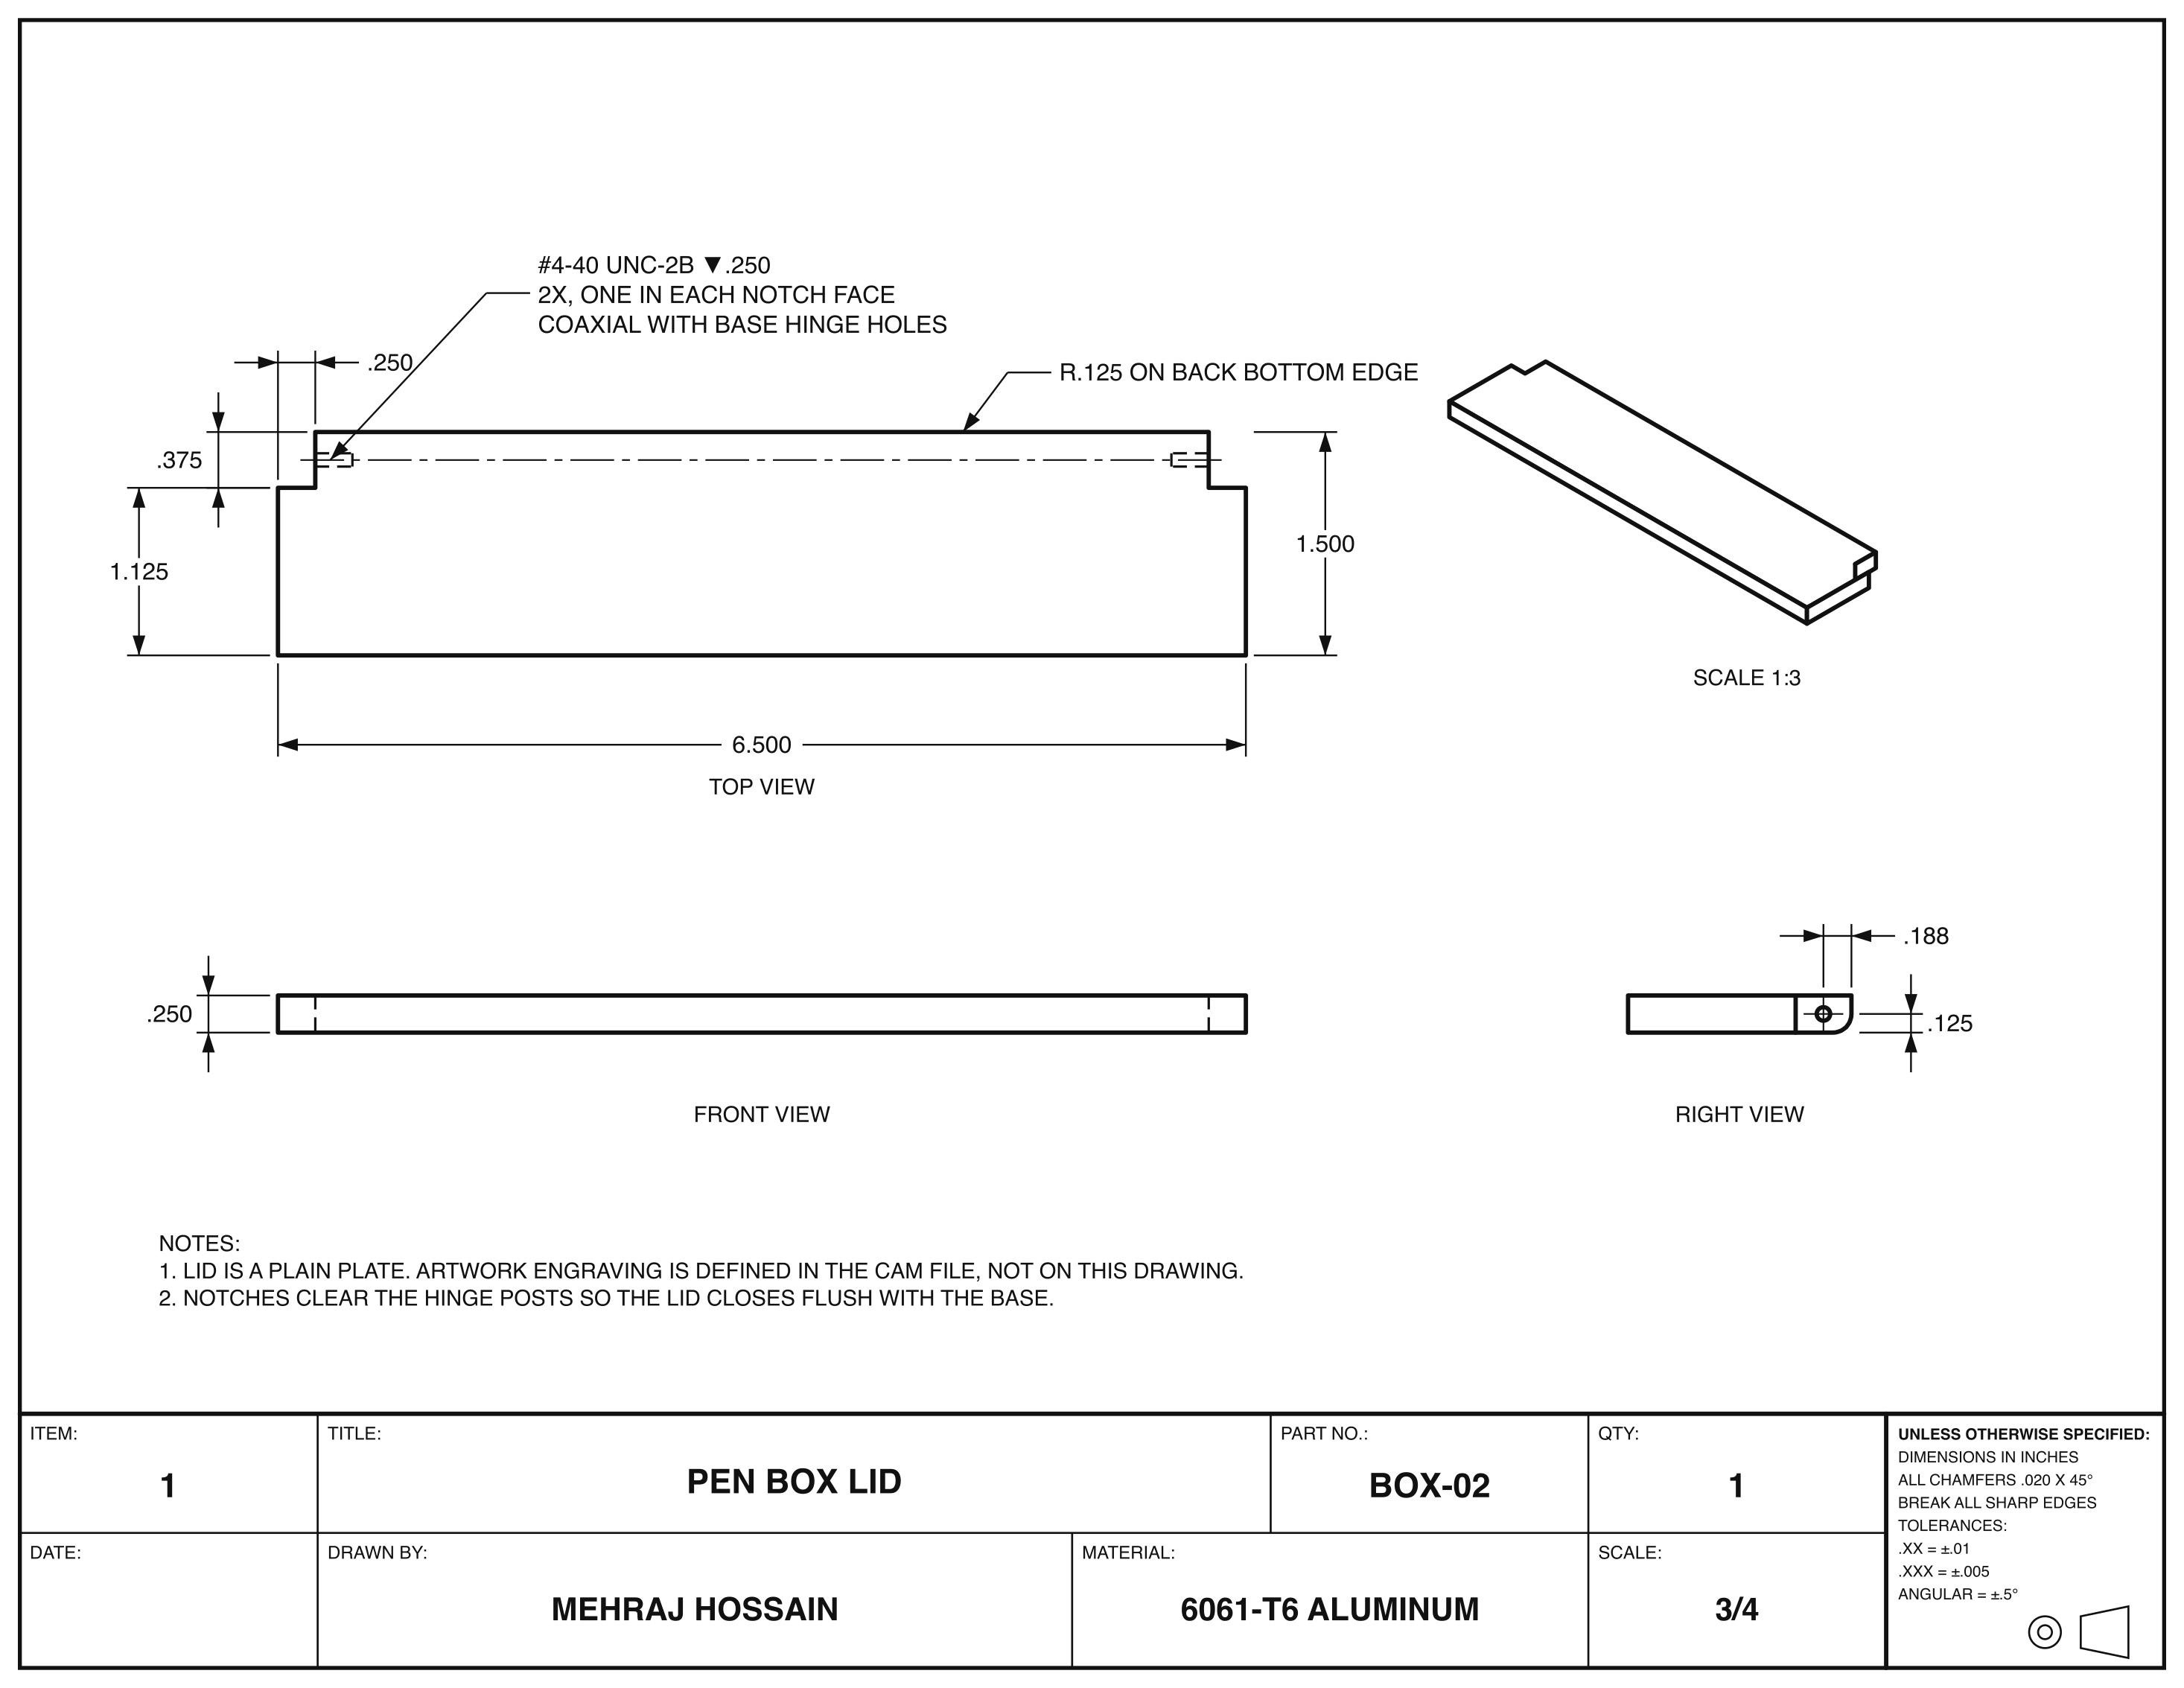 #4-40 UNC-2B ▼.250
2X, ONE IN EACH NOTCH FACE
COAXIAL WITH BASE HINGE HOLES
.250
R.125 ON BACK BOTTOM EDGE
.375
1.125
1.500
6.500
TOP VIEW
SCALE 1:3
.250
FRONT VIEW
.188
.125
RIGHT VIEW
NOTES:
1. LID IS A PLAIN PLATE. ARTWORK ENGRAVING IS DEFINED IN THE CAM FILE, NOT ON THIS DRAWING.
2. NOTCHES CLEAR THE HINGE POSTS SO THE LID CLOSES FLUSH WITH THE BASE.
ITEM:
1
TITLE:
PEN BOX LID
PART NO.:
BOX-02
QTY:
1
DATE:
DRAWN BY:
MEHRAJ HOSSAIN
MATERIAL:
6061-T6 ALUMINUM
SCALE:
3/4
UNLESS OTHERWISE SPECIFIED:
DIMENSIONS IN INCHES
ALL CHAMFERS .020 X 45°
BREAK ALL SHARP EDGES
TOLERANCES:
.XX = ±.01
.XXX = ±.005
ANGULAR = ±.5°